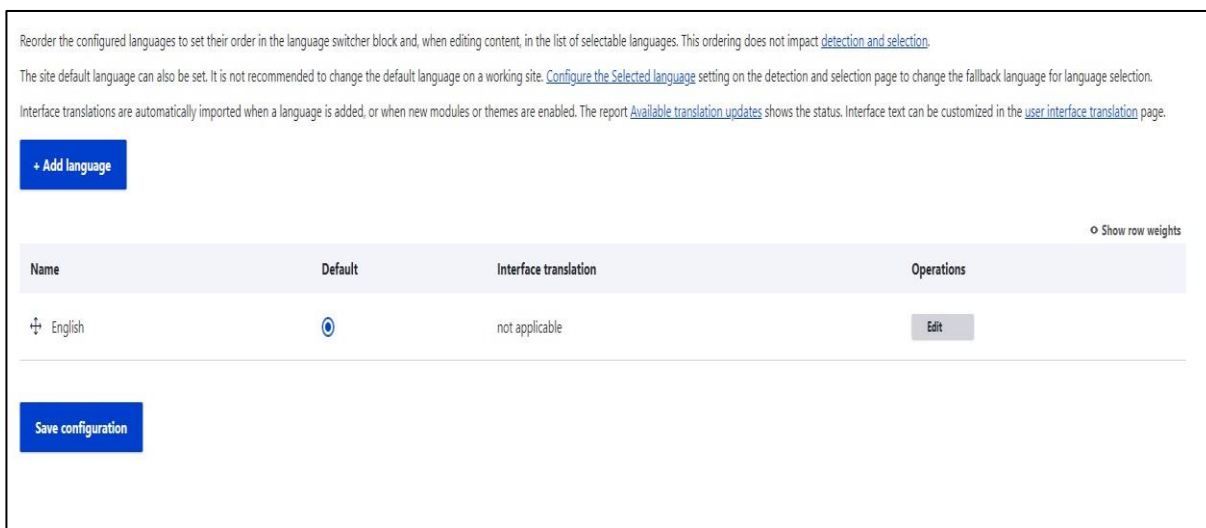 Reorder the configured languages to set their order in the language switcher block and, when editing content, in the list of selectable languages. This ordering does not impact detection and selection.
The site default language can also be set. It is not recommended to change the default language on a working site. Configure the Selected language setting on the detection and selection page to change the fallback language for language selection.
Interface translations are automatically imported when a language is added, or when new modules or themes are enabled. The report Available translation updates shows the status. Interface text can be customized in the user interface translation page.
+ Add language
Show row weights
Name Default Interface translation Operations
English not applicable Edit
Save configuration